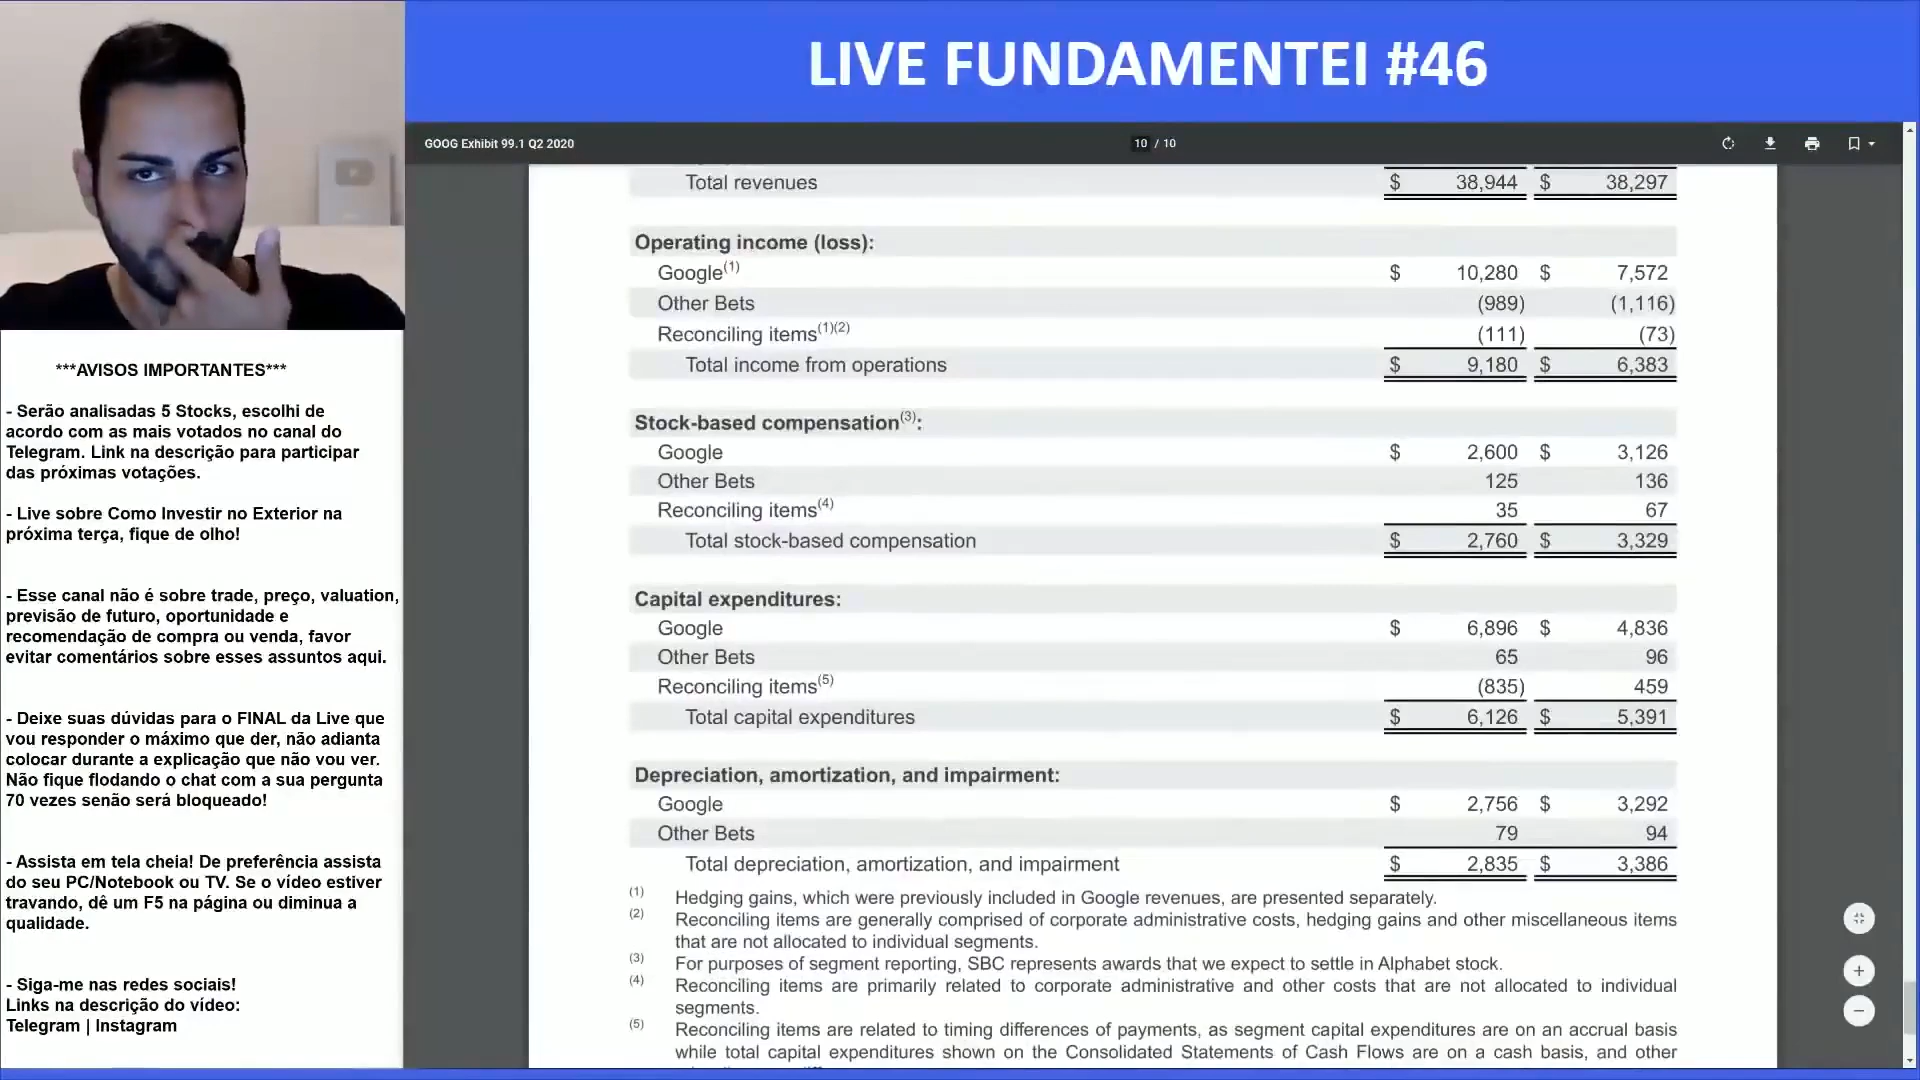 LIVE FUNDAMENTEI #46
GOOG Exhibit 99.1 Q2 2020
10 / 10
Total revenues $ 38,944 $ 38,297
Operating income (loss):
Google(1) $ 10,280 $ 7,572
Other Bets (989) (1,116)
Reconciling items(1)(2) (111) (73)
Total income from operations $ 9,180 $ 6,383
Stock-based compensation(3):
Google $ 2,600 $ 3,126
Other Bets 125 136
Reconciling items(4) 35 67
Total stock-based compensation $ 2,760 $ 3,329
Capital expenditures:
Google $ 6,896 $ 4,836
Other Bets 65 96
Reconciling items(5) (835) 459
Total capital expenditures $ 6,126 $ 5,391
Depreciation, amortization, and impairment:
Google $ 2,756 $ 3,292
Other Bets 79 94
Total depreciation, amortization, and impairment $ 2,835 $ 3,386
(1) Hedging gains, which were previously included in Google revenues, are presented separately.
(2) Reconciling items are generally comprised of corporate administrative costs, hedging gains and other miscellaneous items
that are not allocated to individual segments.
(3) For purposes of segment reporting, SBC represents awards that we expect to settle in Alphabet stock.
(4) Reconciling items are primarily related to corporate administrative and other costs that are not allocated to individual
segments.
(5) Reconciling items are related to timing differences of payments, as segment capital expenditures are on an accrual basis
while total capital expenditures shown on the Consolidated Statements of Cash Flows are on a cash basis, and other
***AVISOS IMPORTANTES***
- Serão analisadas 5 Stocks, escolhi de
acordo com as mais votados no canal do
Telegram. Link na descrição para participar
das próximas votações.
- Live sobre Como Investir no Exterior na
próxima terça, fique de olho!
- Esse canal não é sobre trade, preço, valuation,
previsão de futuro, oportunidade e
recomendação de compra ou venda, favor
evitar comentários sobre esses assuntos aqui.
- Deixe suas dúvidas para o FINAL da Live que
vou responder o máximo que der, não adianta
colocar durante a explicação que não vou ver.
Não fique flodando o chat com a sua pergunta
70 vezes senão será bloqueado!
- Assista em tela cheia! De preferência assista
do seu PC/Notebook ou TV. Se o vídeo estiver
travando, dê um F5 na página ou diminua a
qualidade.
- Siga-me nas redes sociais!
Links na descrição do vídeo:
Telegram | Instagram